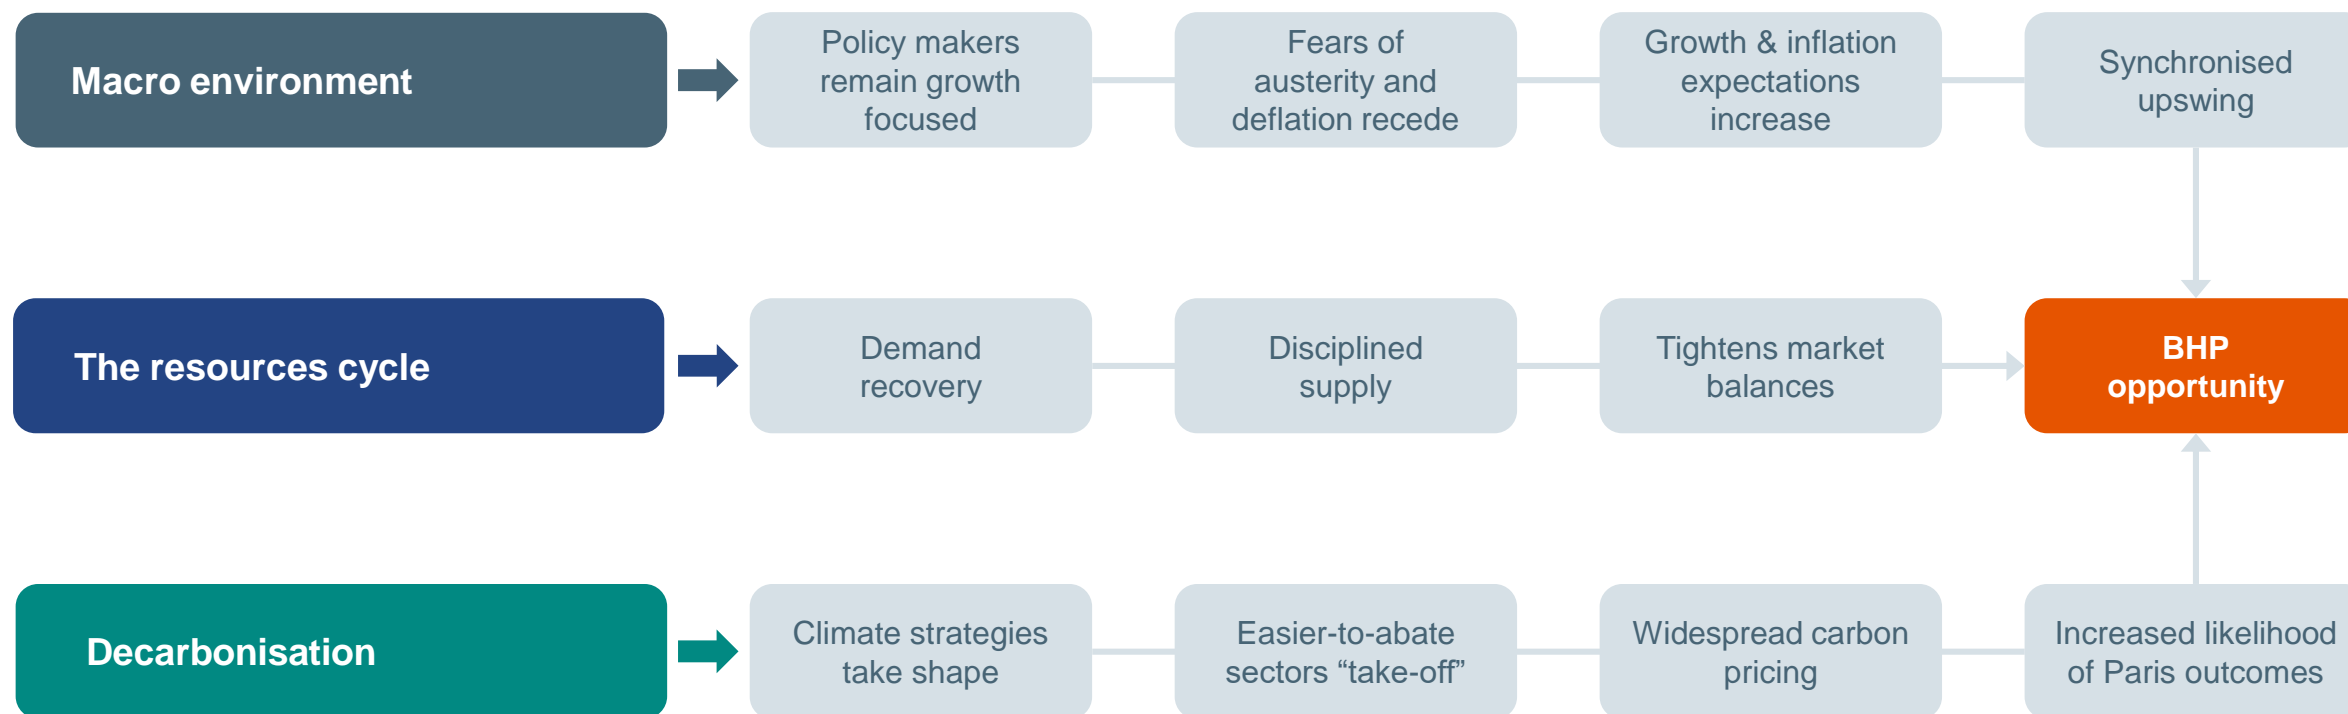 Macro environment
Policy makers
remain growth
focused
Fears of
austerity and
deflation recede
Growth & inflation
expectations
increase
Synchronised
upswing
The resources cycle
Demand
recovery
Disciplined
supply
Tightens market
balances
BHP
opportunity
Decarbonisation
Climate strategies
take shape
Easier-to-abate
sectors “take-off”
Widespread carbon
pricing
Increased likelihood
of Paris outcomes